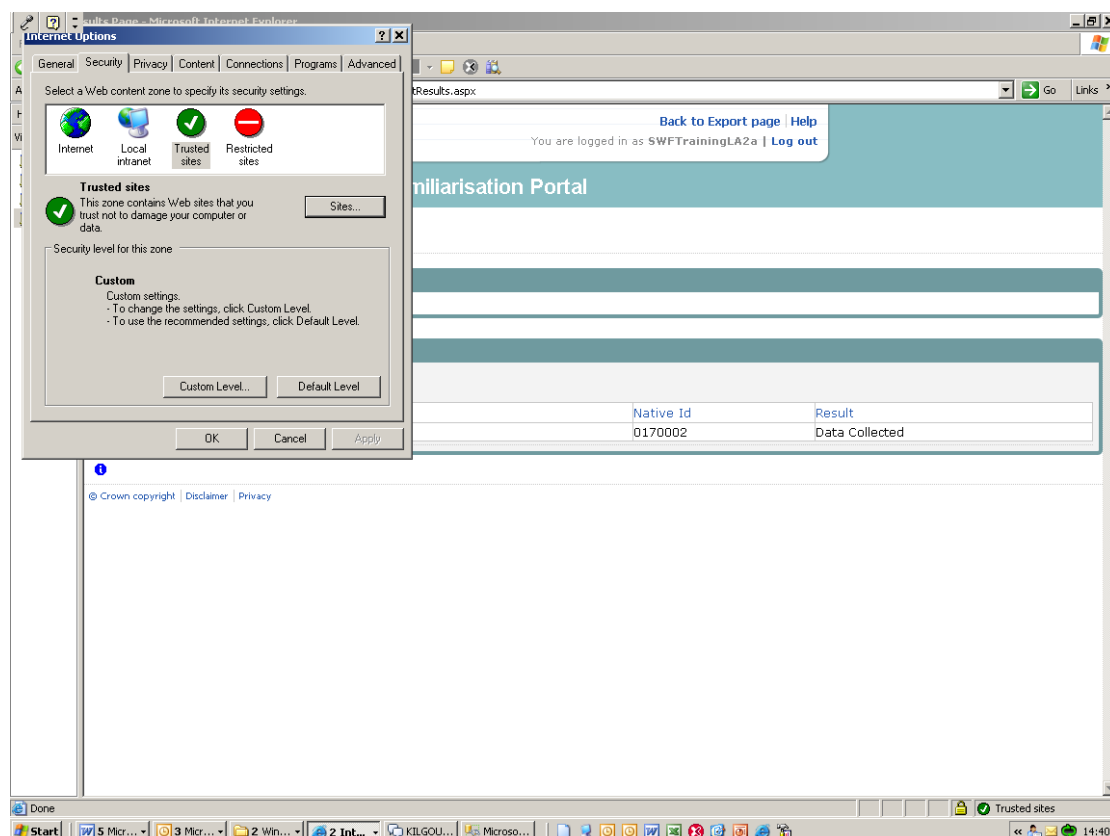 sults Page - Microsoft Internet Explorer
Internet Options
General Security Privacy Content Connections Programs Advanced
Select a Web content zone to specify its security settings.
Internet
Local intranet
Trusted sites
Restricted sites
Trusted sites
This zone contains Web sites that you
trust not to damage your computer or
data.
Sites...
Security level for this zone
Custom
Custom settings.
- To change the settings, click Custom Level.
- To use the recommended settings, click Default Level.
Custom Level... Default Level
OK Cancel Apply
tResults.aspx
Go Links
Back to Export page | Help
You are logged in as SWFTrainingLA2a | Log out
miliarisation Portal
Native Id Result
0170002 Data Collected
© Crown copyright | Disclaimer | Privacy
Done
Trusted sites
Start 5 Micr... 3 Micr... 2 Win... 2 Int... KILGOU... Microso... 14:40